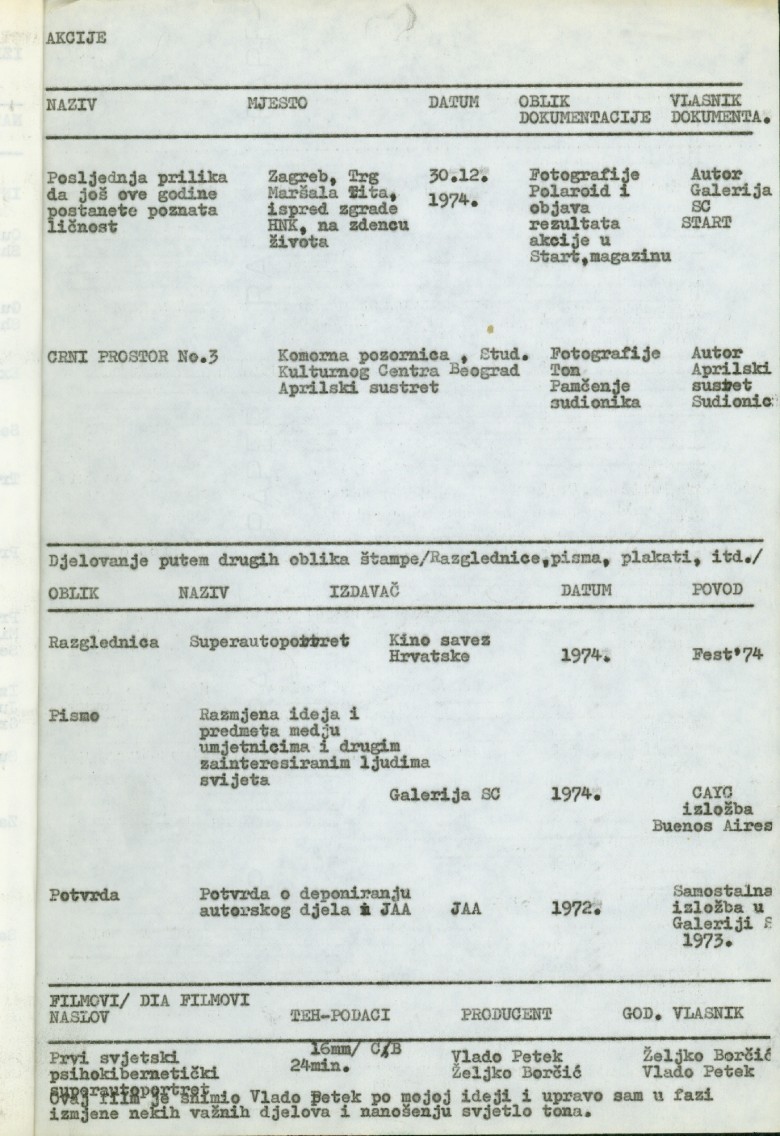 AKCIJE
NAZIV MJESTO DATUM OBLIK VLASNIK
DOKUMENTACIJE DOKUMENTA.
Posljednja prilika Zagreb, Trg 30.12. Fotografije Autor
da još ove godine Maršala Tita, 1974. Polaroid i Galerija
postanete poznata ispred zgrade objava SC
ličnost HNK, na zdencu rezultata START
života akcije u
Start,magazinu
CRNI PROSTOR No.3 Komorna pozornica , Stud. Fotografije Autor
Kulturnog Centra Beograd Ton Aprilski
Aprilski sustret Pamčenje sustret
sudionika Sudionic
Djelovanje putem drugih oblika štampe/Razglednice,pisma, plakati, itd./
OBLIK NAZIV IZDAVAČ DATUM POVOD
Razglednica Superautoportret Kino savez
Hrvatske 1974. Fest'74
Pismo Razmjena ideja i
predmeta medju
umjetnicima i drugim
zainteresiranim ljudima
svijeta
Galerija SC 1974. CAYC
izložba
Buenos Aires
Potvrda Potvrda o deponiranju Samostalna
autorskog djela u JAA JAA 1972. izložba u
Galeriji S
1973.
FILMOVI/ DIA FILMOVI
NASLOV TEH-PODACI PRODUCENT GOD. VLASNIK
Prvi svjetski 16mm/ C/B Vlado Petek Željko Borčić
psihokibernetički 24min. Željko Borčić Vlado Petek
superautoportret
Ovaj film je snimio Vlado Petek po mojoj ideji i upravo sam u fazi
izmjene nekih važnih djelova i nanošenju svjetlo tona.